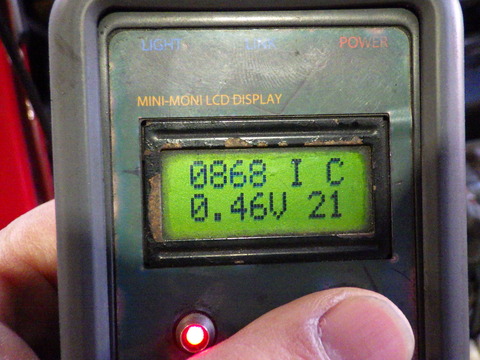 LIGHT LINK POWER
MINI-MONI LCD DISPLAY
0868 I C
0.46V 21